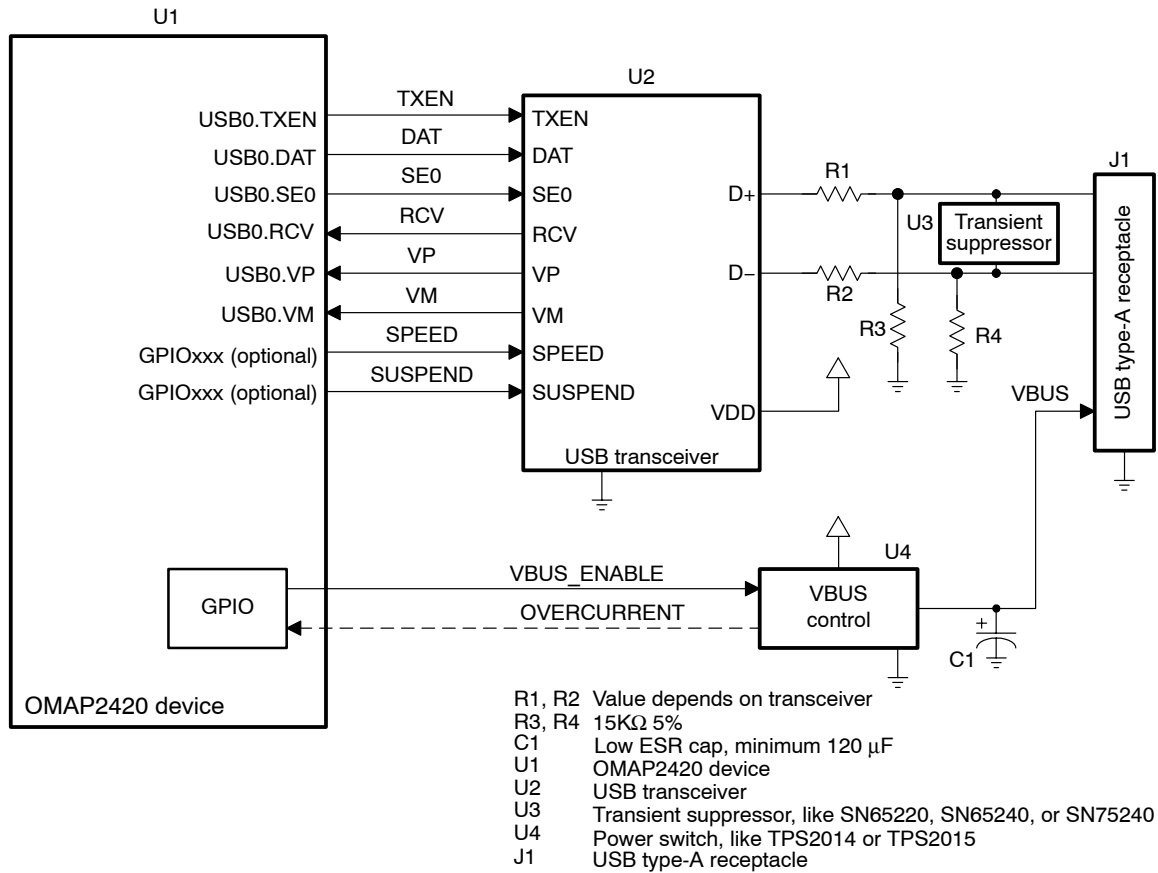 U1
U2
USB0.TXEN
TXEN
TXEN
USB0.DAT
DAT
DAT
USB0.SE0
SE0
SE0
USB0.RCV
RCV
RCV
USB0.VP
VP
VP
USB0.VM
VM
VM
GPIOxxx (optional)
SPEED
SPEED
GPIOxxx (optional)
SUSPEND
SUSPEND
D+
D−
VDD
USB transceiver
R1
R2
R3
R4
U3
Transient
suppressor
J1
USB type-A receptacle
VBUS
GPIO
VBUS_ENABLE
OVERCURRENT
U4
VBUS
control
+
C1
OMAP2420 device
R1, R2 Value depends on transceiver
R3, R4 15KΩ 5%
C1 Low ESR cap, minimum 120 μF
U1 OMAP2420 device
U2 USB transceiver
U3 Transient suppressor, like SN65220, SN65240, or SN75240
U4 Power switch, like TPS2014 or TPS2015
J1 USB type-A receptacle